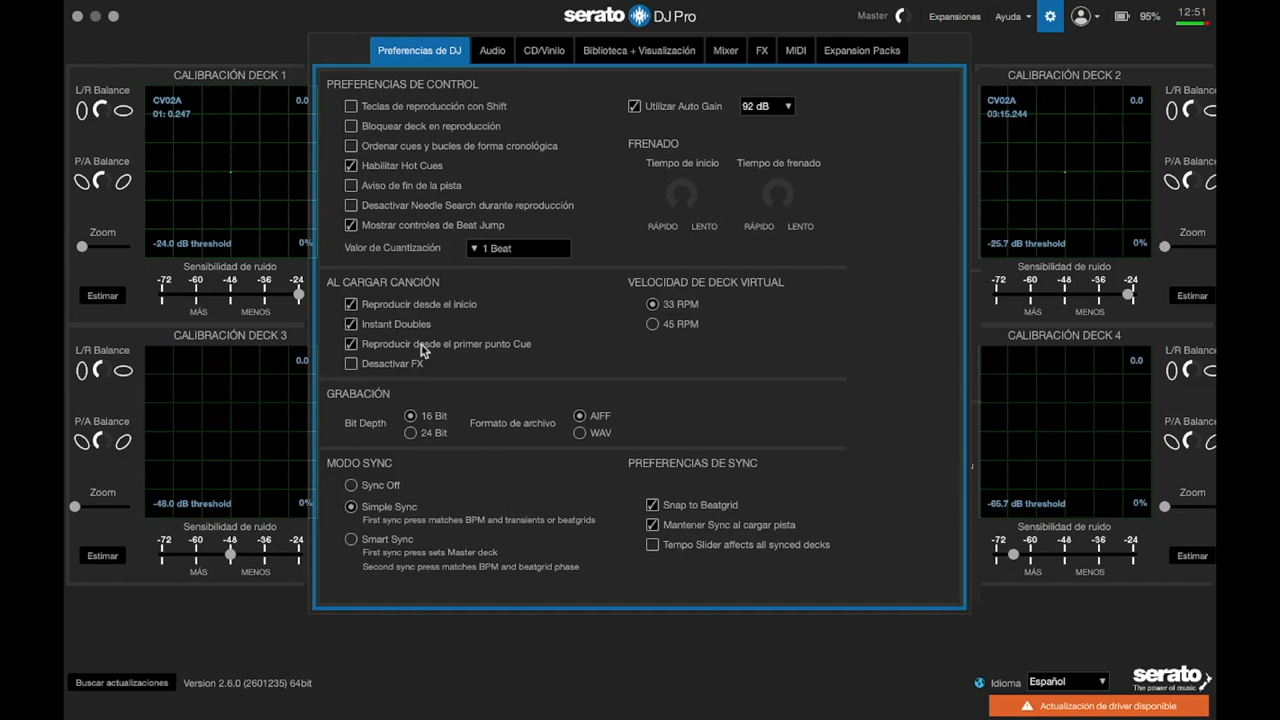 serato DJ Pro
Master
Expansiones
Ayuda
95%
12:51
Preferencias de DJ
Audio
CD/Vinilo
Biblioteca + Visualización
Mixer
FX
MIDI
Expansion Packs
CALIBRACIÓN DECK 1
L/R Balance
CV02A
01: 0.247
0.0
P/A Balance
Zoom
-24.0 dB threshold
0%
Sensibilidad de ruido
-72 -60 -48 -36 -24
Estimar
MÁS MENOS
CALIBRACIÓN DECK 3
L/R Balance
0.0
P/A Balance
Zoom
-48.0 dB threshold
0%
Sensibilidad de ruido
-72 -60 -48 -36 -24
Estimar
MÁS MENOS
PREFERENCIAS DE CONTROL
Teclas de reproducción con Shift
Bloquear deck en reproducción
Ordenar cues y bucles de forma cronológica
Habilitar Hot Cues
Aviso de fin de la pista
Desactivar Needle Search durante reproducción
Mostrar controles de Beat Jump
Valor de Cuantización
1 Beat
Utilizar Auto Gain
92 dB
FRENADO
Tiempo de inicio
Tiempo de frenado
RÁPIDO LENTO
RÁPIDO LENTO
AL CARGAR CANCIÓN
Reproducir desde el inicio
Instant Doubles
Reproducir desde el primer punto Cue
Desactivar FX
VELOCIDAD DE DECK VIRTUAL
33 RPM
45 RPM
GRABACIÓN
Bit Depth
16 Bit
24 Bit
Formato de archivo
AIFF
WAV
MODO SYNC
Sync Off
Simple Sync
First sync press matches BPM and transients or beatgrids
Smart Sync
First sync press sets Master deck
Second sync press matches BPM and beatgrid phase
PREFERENCIAS DE SYNC
Snap to Beatgrid
Mantener Sync al cargar pista
Tempo Slider affects all synced decks
CALIBRACIÓN DECK 2
CV02A
03:15.244
0.0
L/R Balance
P/A Balance
Zoom
-25.7 dB threshold
0%
Sensibilidad de ruido
-72 -60 -48 -36 -24
Estimar
MÁS MENOS
CALIBRACIÓN DECK 4
0.0
L/R Balance
P/A Balance
Zoom
-65.7 dB threshold
0%
Sensibilidad de ruido
-72 -60 -48 -36 -24
Estimar
MÁS MENOS
Buscar actualizaciones
Version 2.6.0 (2601235) 64bit
Idioma
Español
serato
The power of music.
Actualización de driver disponible